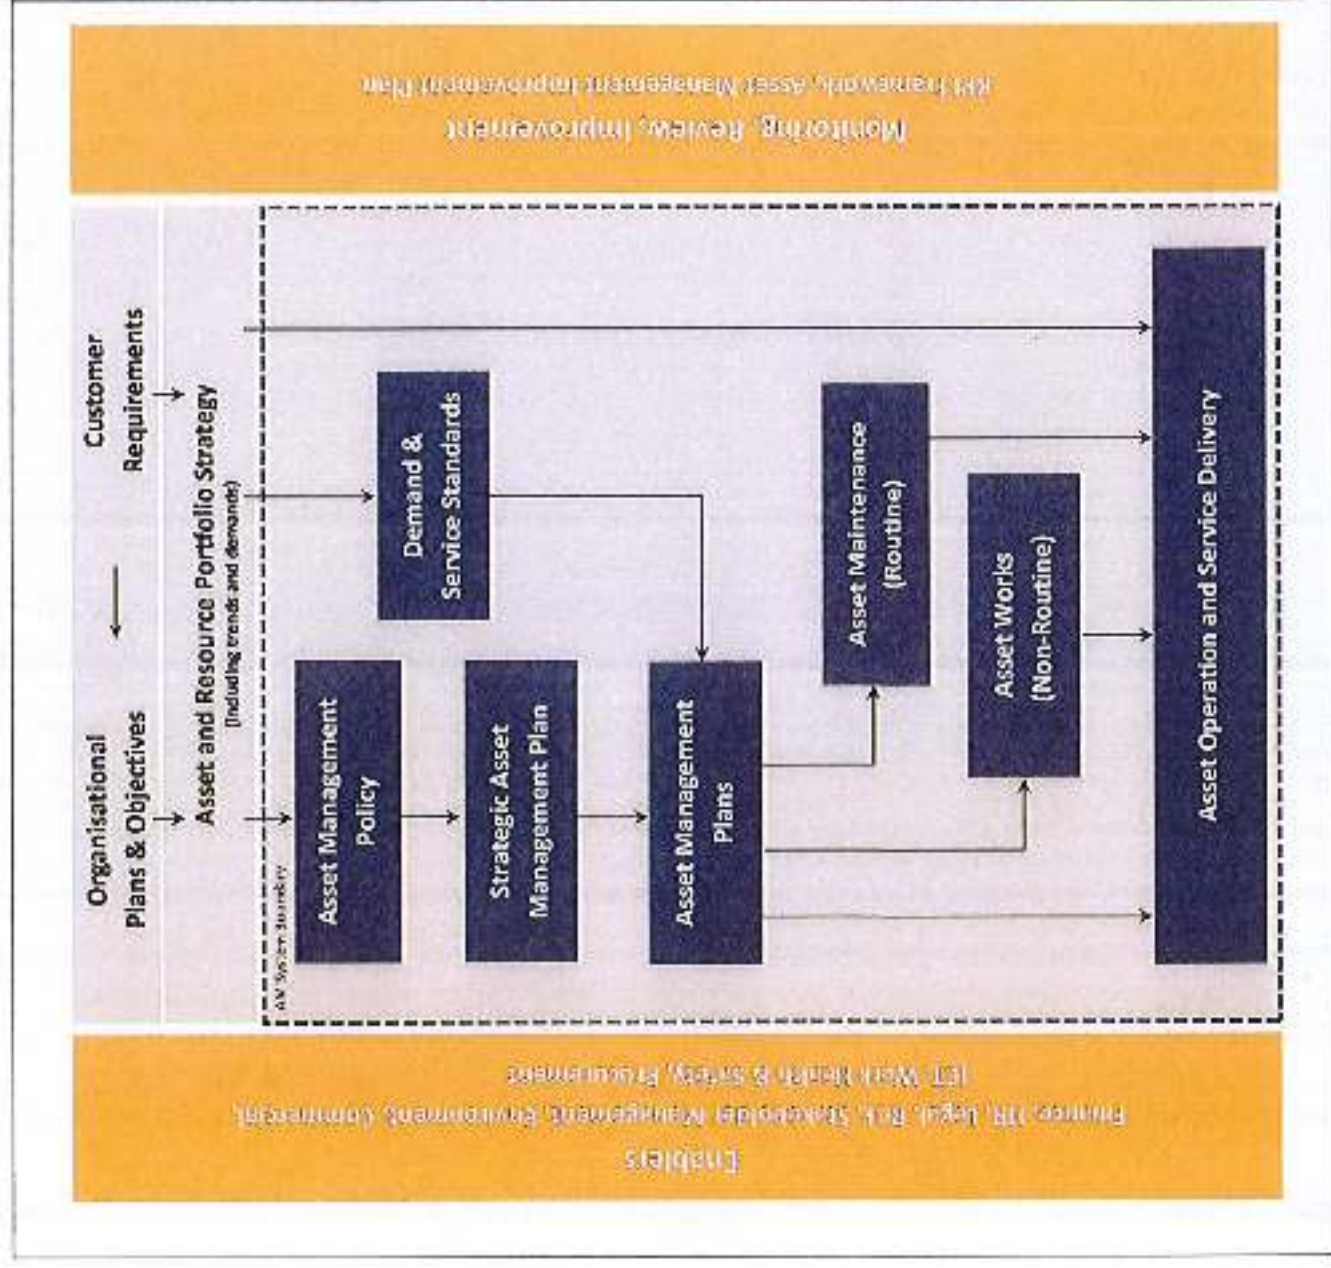 Organisational
Plans & Objectives
Customer
Requirements
Asset and Resource Portfolio Strategy
(Including trends and demands)
AM System Boundary
Asset Management
Policy
Demand &
Service Standards
Strategic Asset
Management Plan
Asset Management
Plans
Asset Maintenance
(Routine)
Asset Works
(Non-Routine)
Asset Operation and Service Delivery
Enablers
Finance, HR, Legal, Risk, Stakeholder Management, Environment, Commercial,
ICT, Work Health & Safety, Procurement
Monitoring, Review, Improvement
KPI Framework, Asset Management Improvement Plan